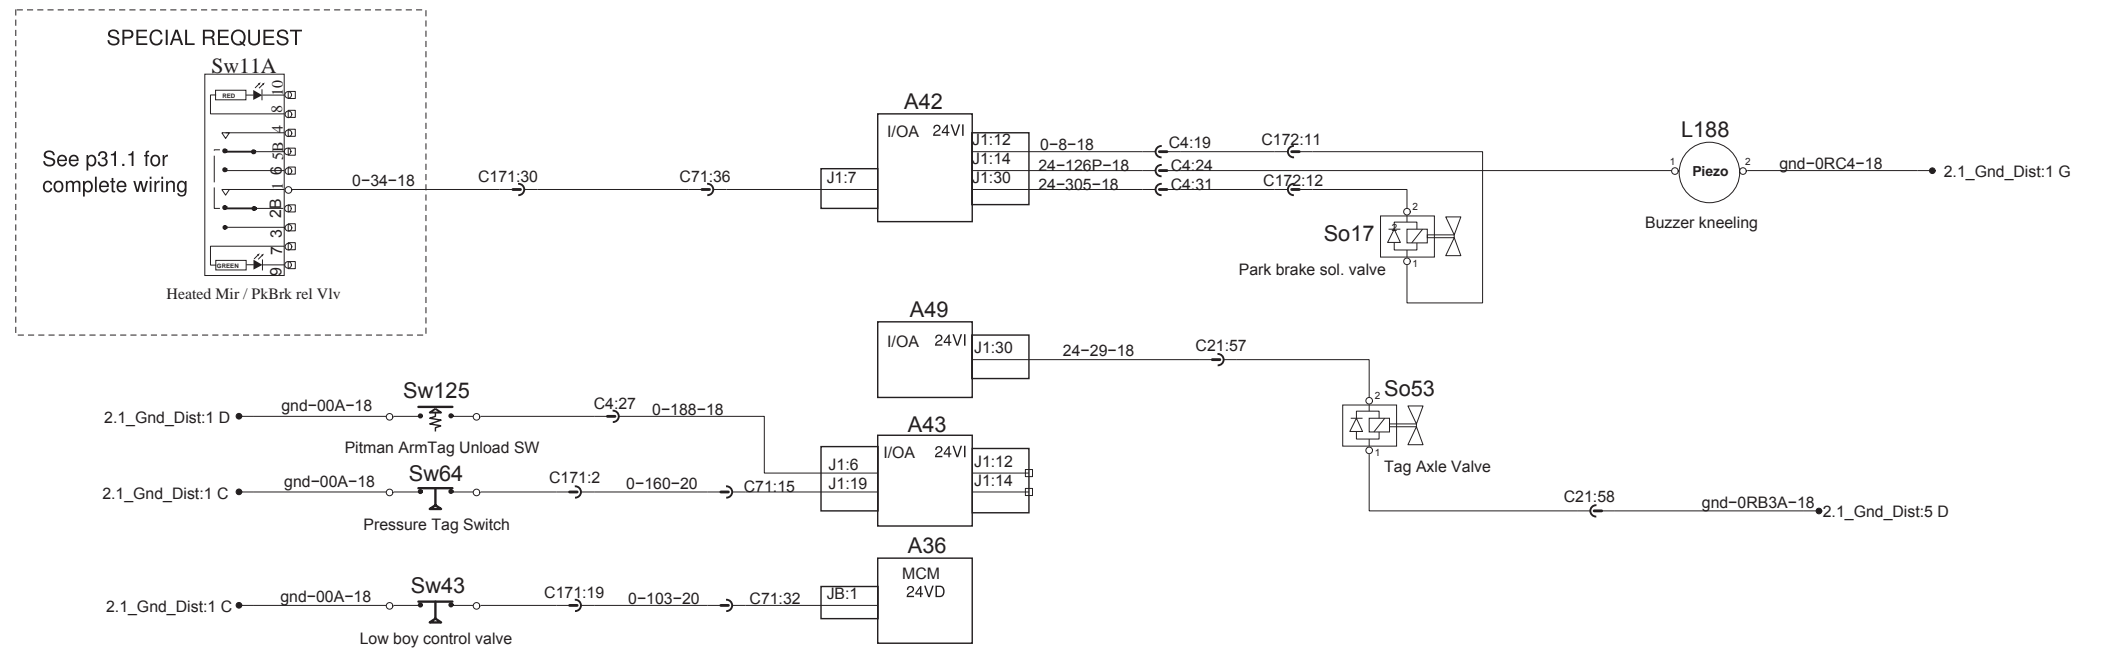 SPECIAL REQUEST
Sw11A
See p31.1 for
complete wiring
RED
10
8
4
5B
6
1
2B
3
7
9
GREEN
Heated Mir / PkBrk rel Vlv
0-34-18
C171:30
C71:36
A42
I/OA 24VI
J1:7
J1:12
J1:14
J1:30
0-8-18
24-126P-18
24-305-18
C4:19
C4:24
C4:31
C172:11
C172:12
2
So17
1
Park brake sol. valve
L188
1
Piezo
2
Buzzer kneeling
gnd-0RC4-18
2.1_Gnd_Dist:1 G
A49
I/OA 24VI
J1:30
24-29-18
C21:57
2
So53
1
Tag Axle Valve
C21:58
gnd-0RB3A-18
2.1_Gnd_Dist:5 D
2.1_Gnd_Dist:1 D
gnd-00A-18
Sw125
Pitman ArmTag Unload SW
C4:27
0-188-18
A43
I/OA 24VI
J1:6
J1:19
J1:12
J1:14
2.1_Gnd_Dist:1 C
gnd-00A-18
Sw64
Pressure Tag Switch
C171:2
0-160-20
C71:15
2.1_Gnd_Dist:1 C
gnd-00A-18
Sw43
Low boy control valve
C171:19
0-103-20
C71:32
A36
MCM
24VD
JB:1